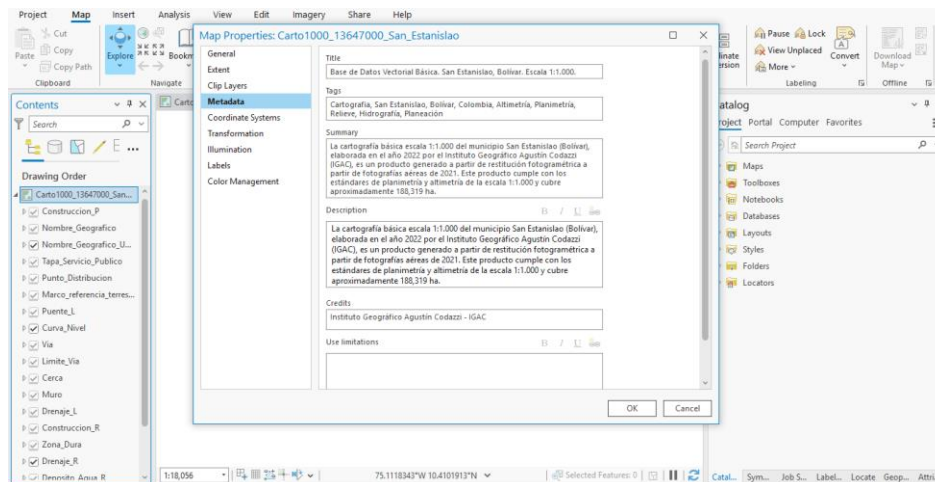 Project Map Insert Analysis View Edit Imagery Share Help
Cut
Copy
Paste
Copy Path
Clipboard
Explore
Navigate
Pause Lock
View Unplaced
More
Convert
Labeling
Download
Map
Offline
Contents
Search
Drawing Order
Carto1000_13647000_San...
Construccion_P
Nombre_Geografico
Nombre_Geografico_U...
Tapa_Servicio_Publico
Punto_Distribucion
Marco_referencia_terres...
Puente_L
Curva_Nivel
Via
Limite_Via
Cerca
Muro
Drenaje_L
Construccion_R
Zona_Dura
Drenaje_R
Deposito_Agua_R
Map Properties: Carto1000_13647000_San_Estanislao
General
Extent
Clip Layers
Metadata
Coordinate Systems
Transformation
Illumination
Labels
Color Management
Title
Base de Datos Vectorial Básica. San Estanislao, Bolívar. Escala 1:1.000.
Tags
Cartografia, San Estanislao, Bolívar, Colombia, Altimetría, Planimetría,
Relieve, Hidrografía, Planeación
Summary
La cartografía básica escala 1:1.000 del municipio San Estanislao (Bolívar),
elaborada en el año 2022 por el Instituto Geográfico Agustín Codazzi
(IGAC), es un producto generado a partir de restitución fotogramétrica a
partir de fotografías aéreas de 2021. Este producto cumple con los
estándares de planimetría y altimetría de la escala 1:1.000 y cubre
aproximadamente 188,319 ha.
Description
B I U
La cartografía básica escala 1:1.000 del municipio San Estanislao (Bolívar),
elaborada en el año 2022 por el Instituto Geográfico Agustín Codazzi
(IGAC), es un producto generado a partir de restitución fotogramétrica a
partir de fotografías aéreas de 2021. Este producto cumple con los
estándares de planimetría y altimetría de la escala 1:1.000 y cubre
aproximadamente 188,319 ha.
Credits
Instituto Geográfico Agustín Codazzi - IGAC
Use limitations
B I U
OK Cancel
Project Portal Computer Favorites
Search Project
Maps
Toolboxes
Notebooks
Databases
Layouts
Styles
Folders
Locators
1:18,056
75.1118343°W 10.4101913°N
Selected Features: 0
Catal... Sym... Job S... Label... Locate Geop... Attri